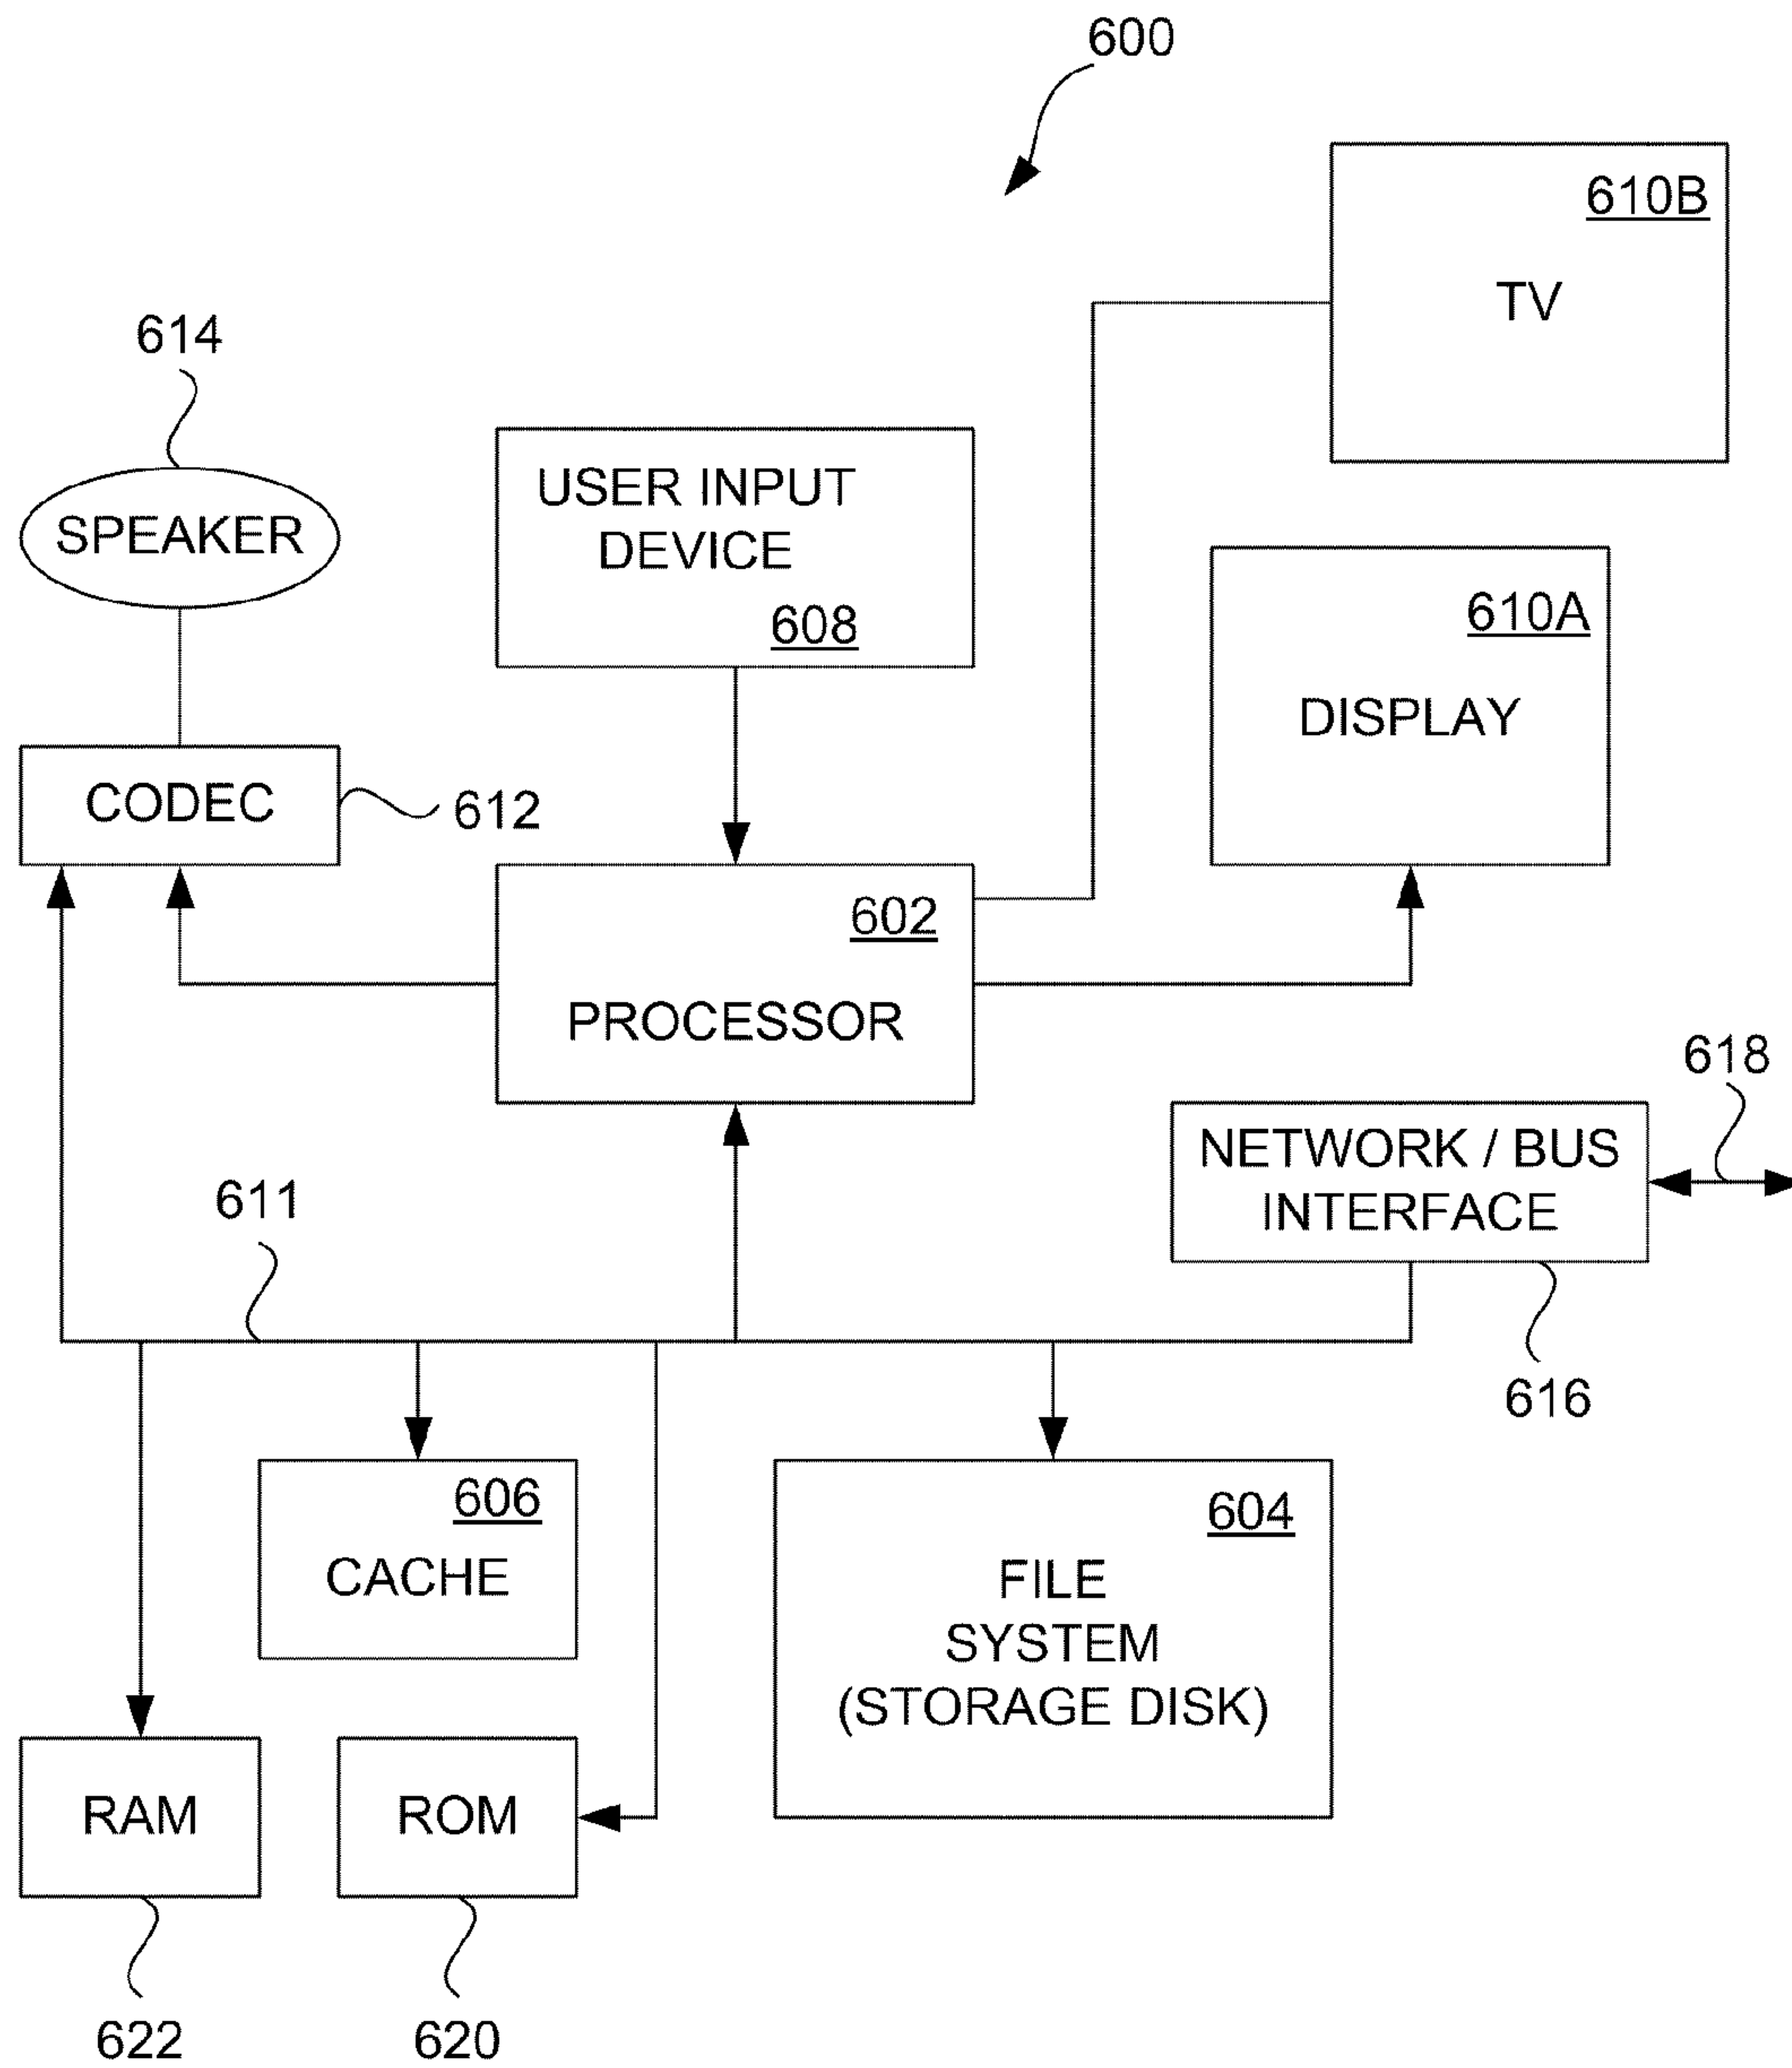 600
610B
TV
614
SPEAKER
USER INPUT
DEVICE
608
610A
DISPLAY
CODEC
612
602
PROCESSOR
618
NETWORK / BUS
INTERFACE
611
616
606
CACHE
604
FILE
SYSTEM
(STORAGE DISK)
RAM
ROM
622
620